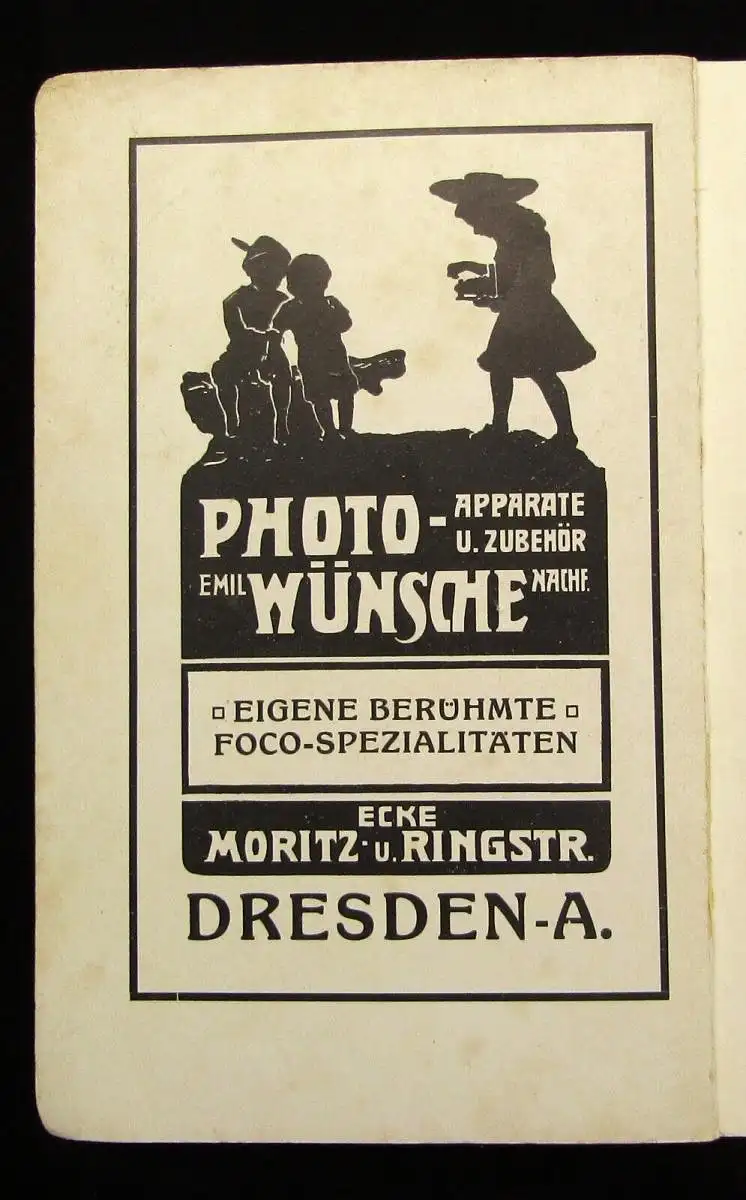 PHOTO-APPARATE
U. ZUBEHÖR
EMIL WÜNSCHE NACHF.
EIGENE BERÜHMTE
FOCO-SPEZIALITÄTEN
ECKE
MORITZ- U. RINGSTR.
DRESDEN-A.